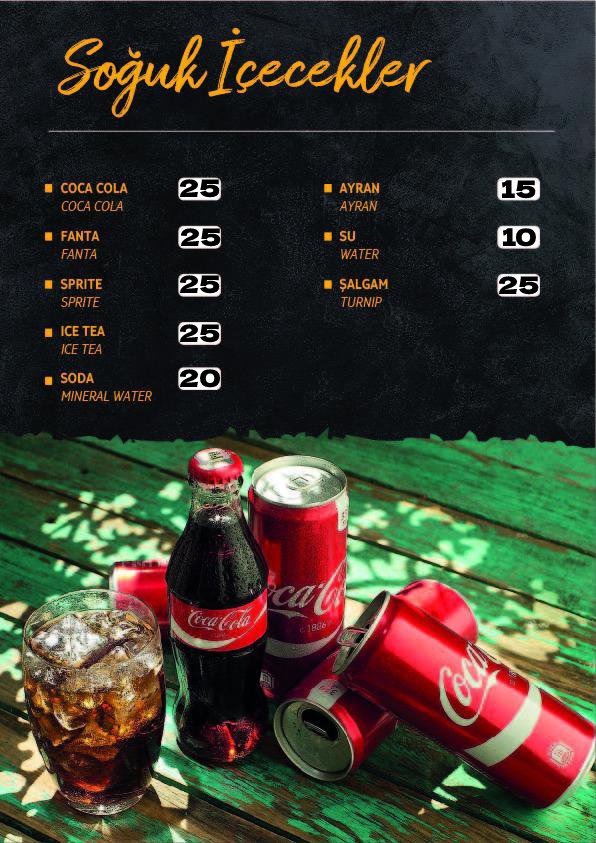 Soğuk İçecekler
COCA COLA 25
COCA COLA
FANTA 25
FANTA
SPRITE 25
SPRITE
ICE TEA 25
ICE TEA
SODA 20
MINERAL WATER
AYRAN 15
AYRAN
SU 10
WATER
ŞALGAM 25
TURNIP
Coca-Cola
Coca-Cola
1886
Coca